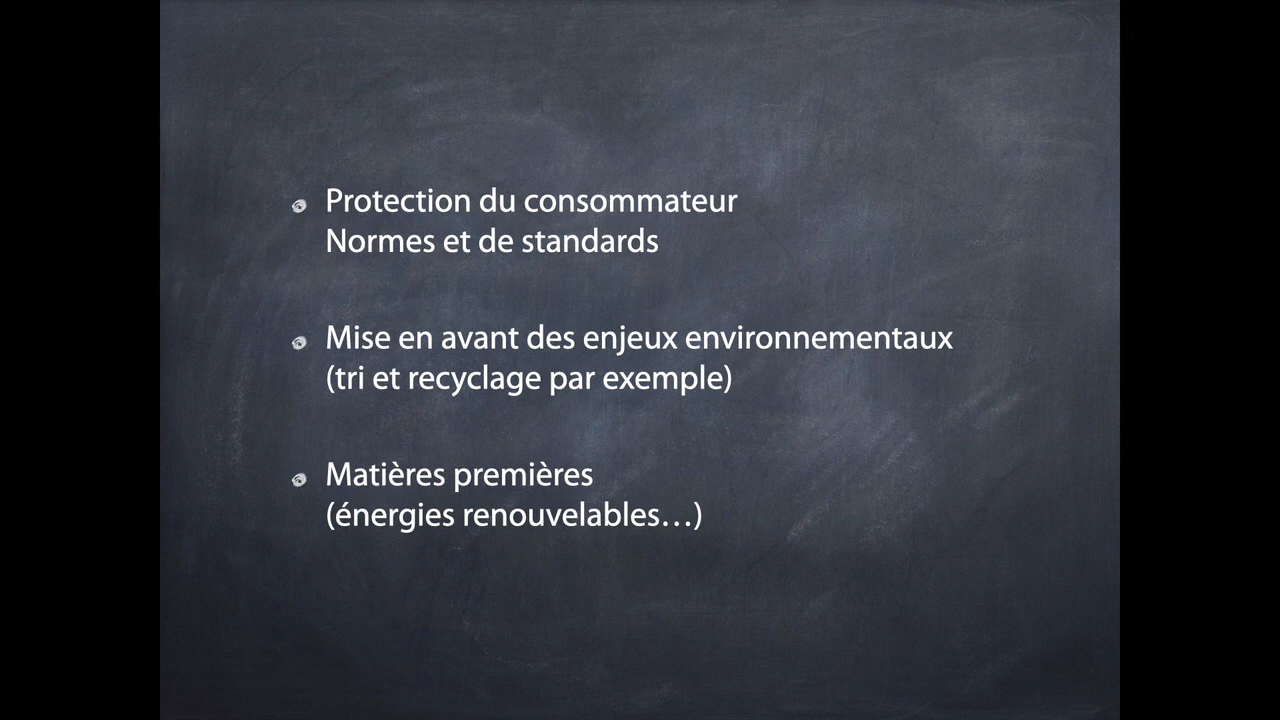 Protection du consommateur
Normes et de standards
Mise en avant des enjeux environnementaux
(tri et recyclage par exemple)
Matières premières
(énergies renouvelables…)